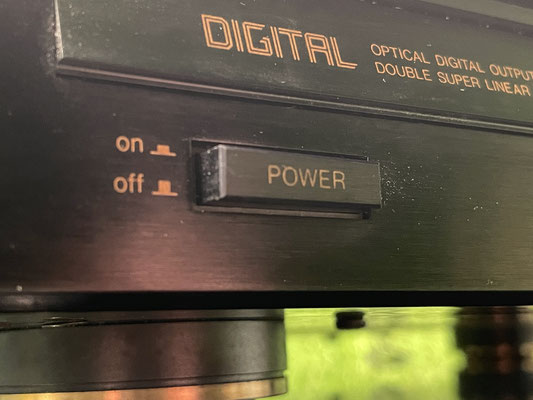 DIGITAL
OPTICAL DIGITAL OUTPUT
DOUBLE SUPER LINEAR
on
off
POWER